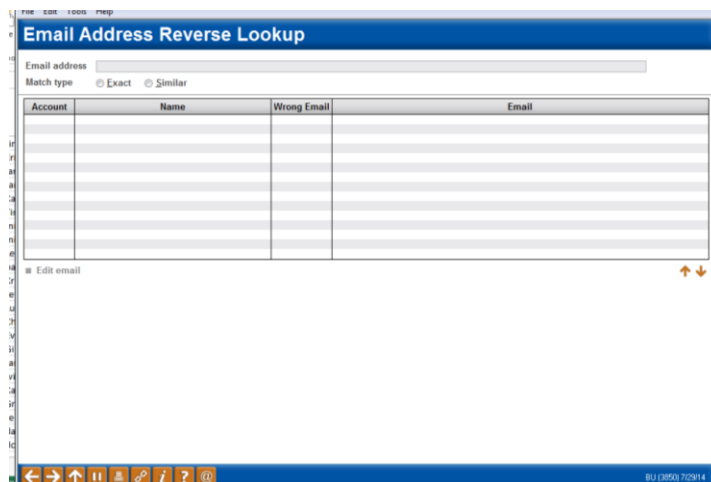 File Edit Tools Help
Email Address Reverse Lookup
Email address
Match type Exact Similar
Account Name Wrong Email Email
Edit email
BU (3850) 7/29/14